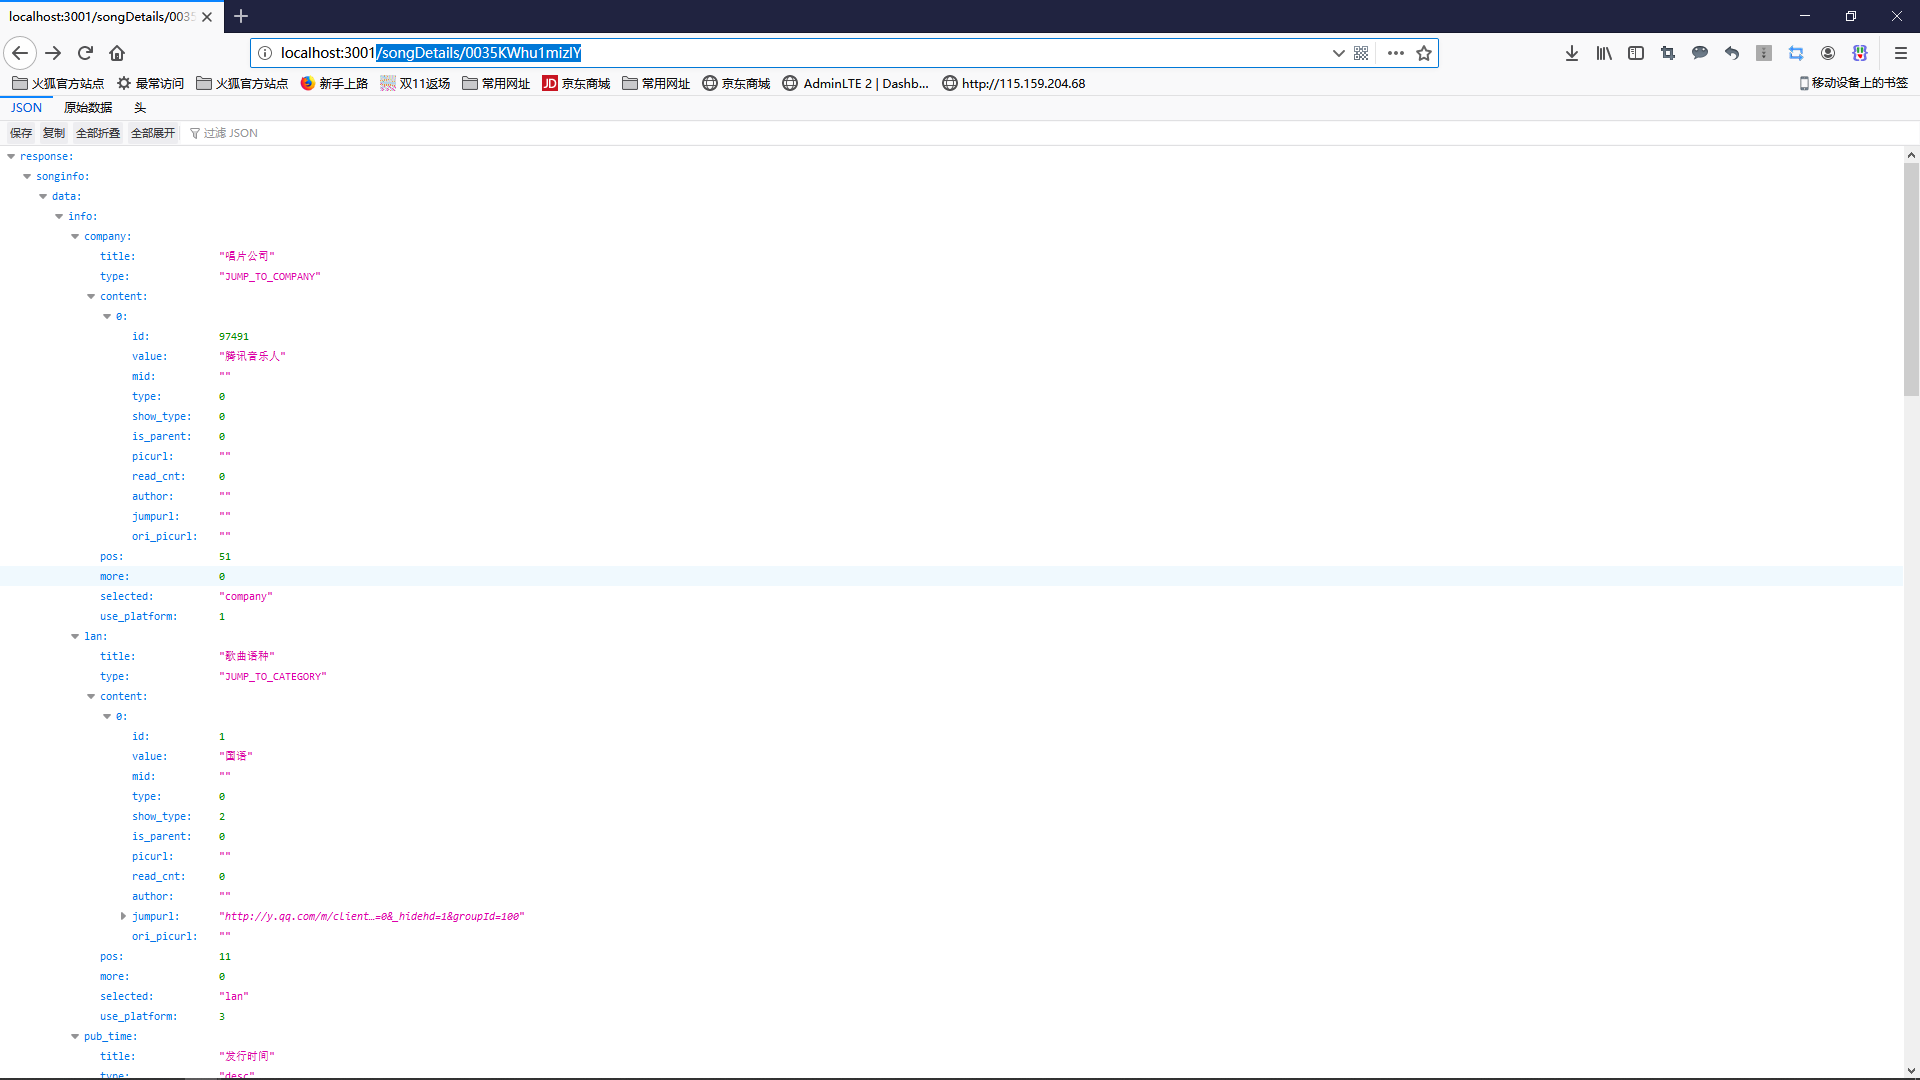 localhost:3001/songDetails/0035
localhost:3001/songDetails/0035KWhu1mizlY
火狐官方站点 最常访问 火狐官方站点 新手上路 双11返场 常用网址 JD 京东商城 常用网址 京东商城 AdminLTE 2 | Dashb... http://115.159.204.68 移动设备上的书签
JSON 原始数据 头
保存 复制 全部折叠 全部展开 过滤 JSON
response:
songinfo:
data:
info:
company:
title: "唱片公司"
type: "JUMP_TO_COMPANY"
content:
0:
id: 97491
value: "腾讯音乐人"
mid: ""
type: 0
show_type: 0
is_parent: 0
picurl: ""
read_cnt: 0
author: ""
jumpurl: ""
ori_picurl: ""
pos: 51
more: 0
selected: "company"
use_platform: 1
lan:
title: "歌曲语种"
type: "JUMP_TO_CATEGORY"
content:
0:
id: 1
value: "国语"
mid: ""
type: 0
show_type: 2
is_parent: 0
picurl: ""
read_cnt: 0
author: ""
jumpurl: "http://y.qq.com/m/client…=0&_hidehd=1&groupId=100"
ori_picurl: ""
pos: 11
more: 0
selected: "lan"
use_platform: 3
pub_time:
title: "发行时间"
type: "desc"